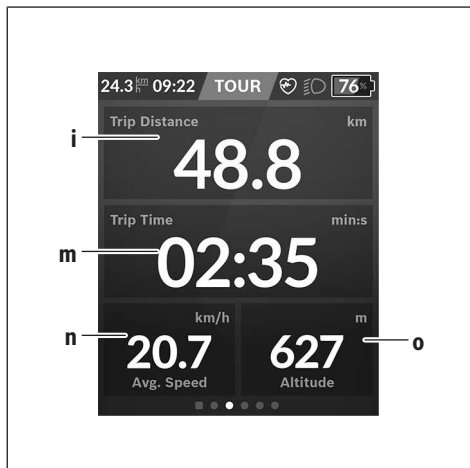 24.3 km/h 09:22 TOUR 76%
i
Trip Distance km
48.8
Trip Time min:s
m
02:35
km/h m
n
20.7 627
o
Avg. Speed Altitude